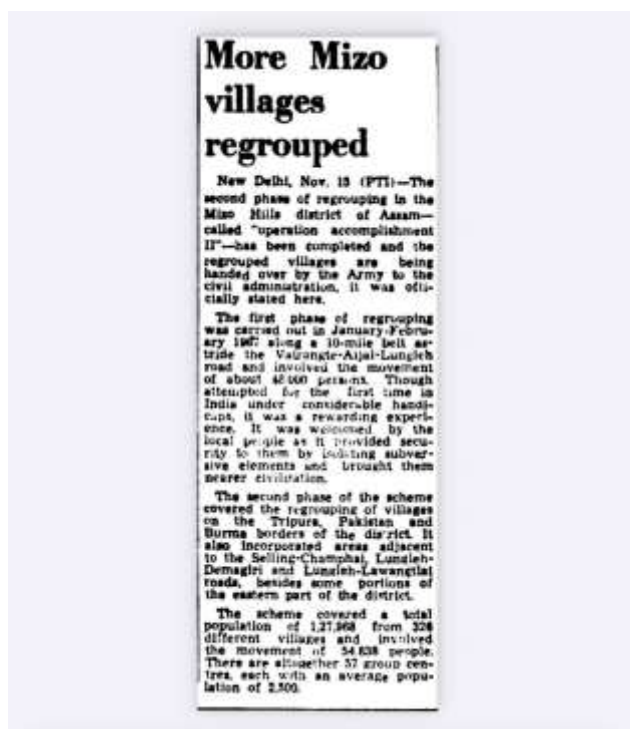 More Mizo
villages
regrouped
New Delhi, Nov. 15 (PTI)—The
second phase of regrouping in the
Mizo Hills district of Assam—
called "operation accomplishment
II"—has been completed and the
regrouped villages are being
handed over by the Army to the
civil administration, it was offi-
cially stated here.
The first phase of regrouping
was carried out in January-Febru-
ary 1967 along a 10-mile belt as-
tride the Vairangte-Aijal-Lungleh
road and involved the movement
of about persons. Though
attempted for the first time in
India under considerable handi-
caps, it was a rewarding experi-
ence. It was welcomed by the
local people as it provided secu-
rity to them by isolating subver-
sive elements and brought them
nearer civilization.
The second phase of the scheme
covered the regrouping of villages
on the Tripura, Pakistan and
Burma borders of the district. It
also incorporated areas adjacent
to the Selling-Champhai, Lungleh-
Demagiri and Lungleh-Lawangtlai
roads, besides some portions of
the eastern part of the district.
The scheme covered a total
population of 1,27,968 from 326
different villages and involved
the movement of 54,838 people.
There are altogether 57 group cen-
tres, each with an average popu-
lation of 2,500.